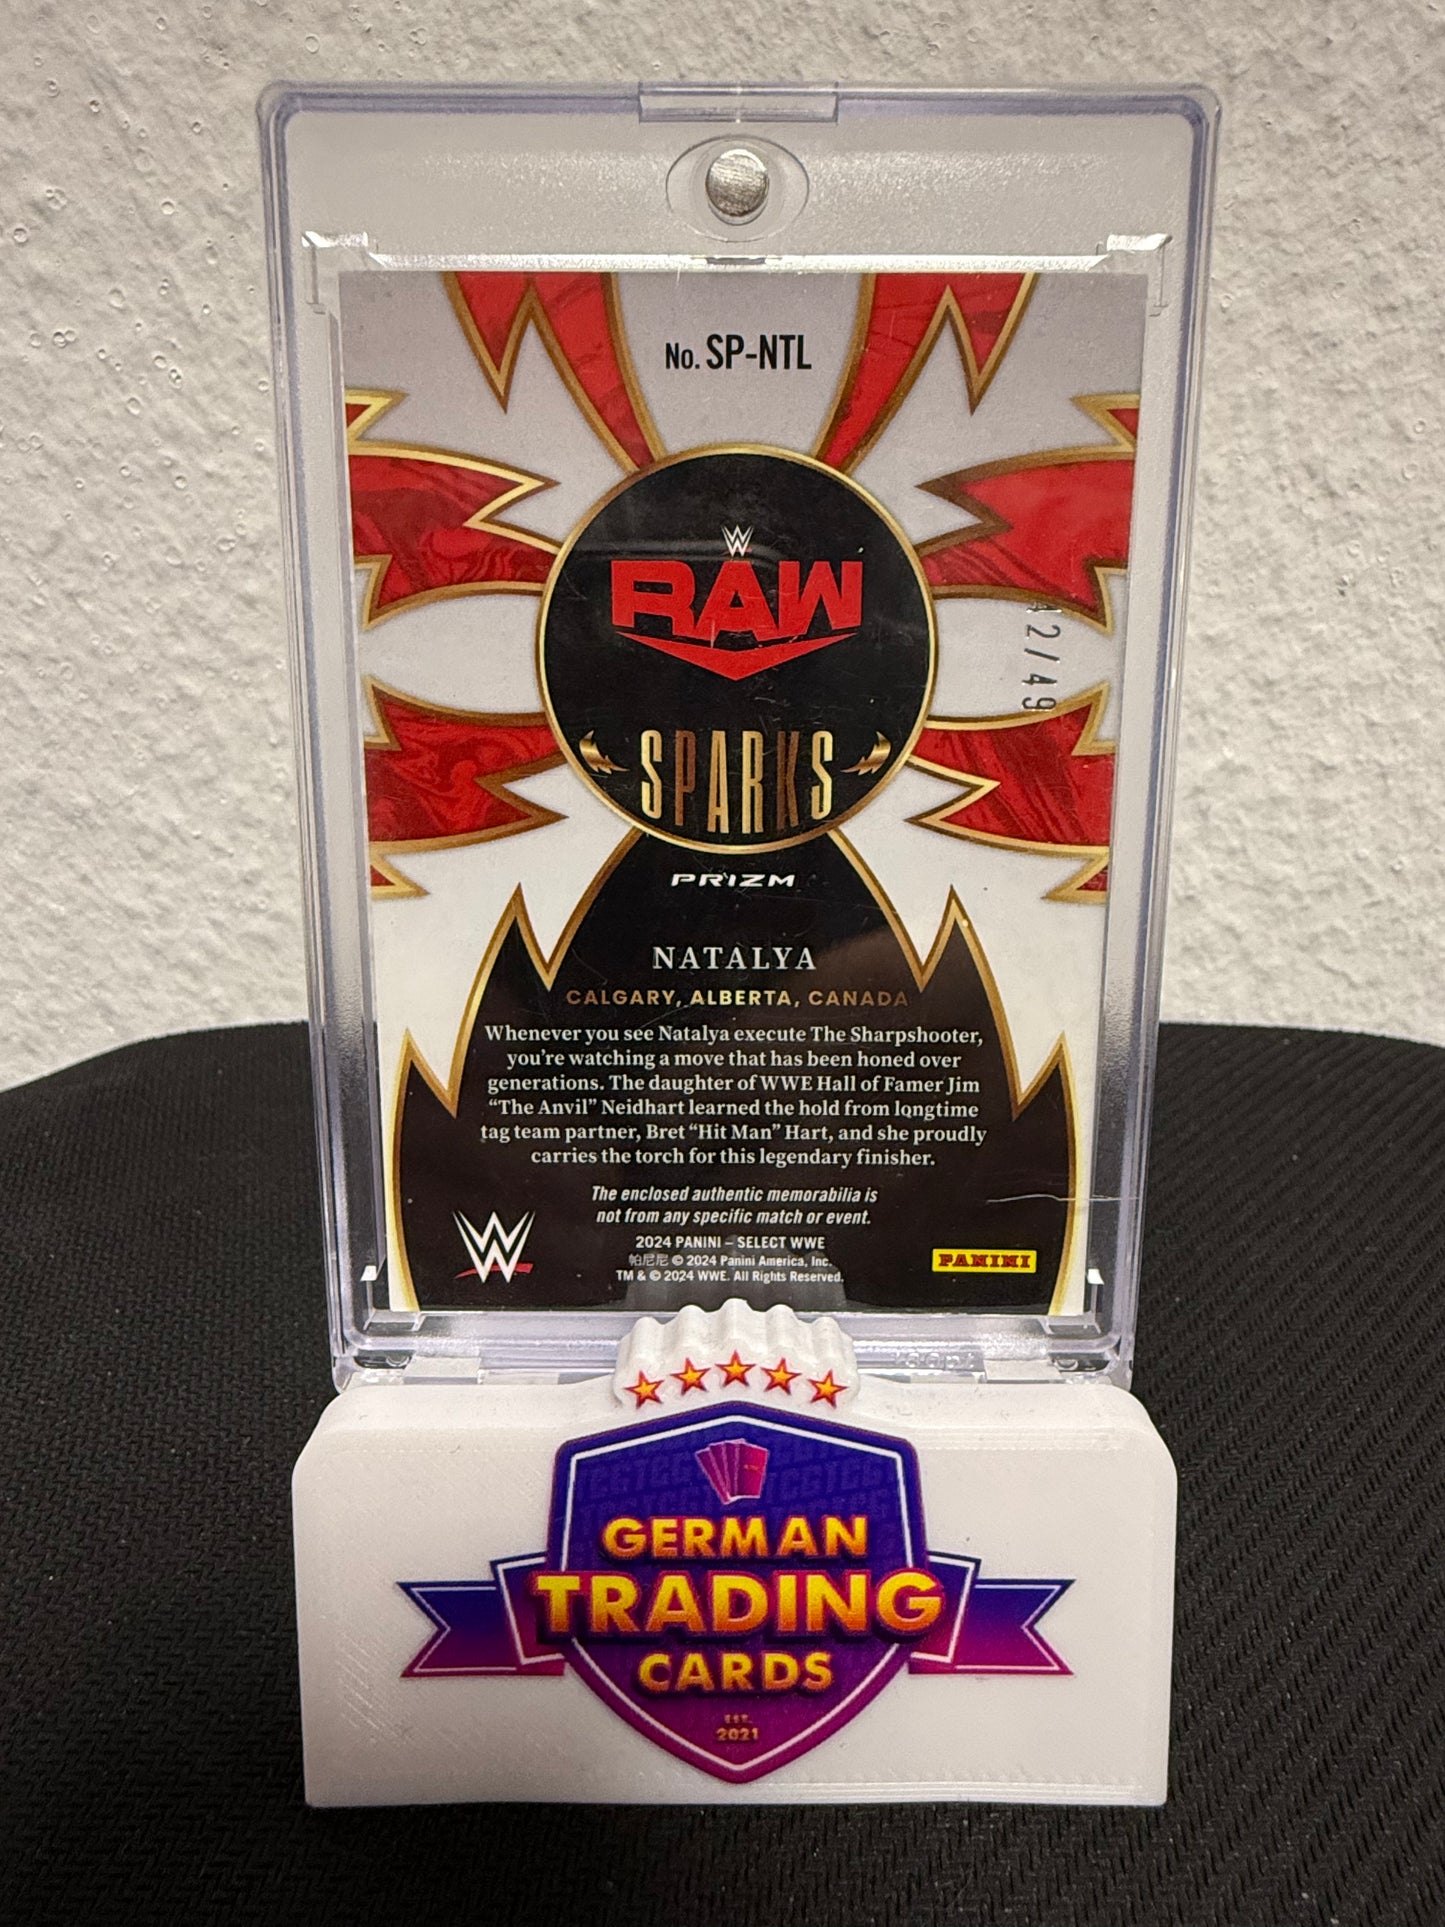 No. SP-NTL
W
RAW
42/49
SPARKS
PRIZM
NATALYA
CALGARY, ALBERTA, CANADA
Whenever you see Natalya execute The Sharpshooter,
you're watching a move that has been honed over
generations. The daughter of WWE Hall of Famer Jim
“The Anvil” Neidhart learned the hold from longtime
tag team partner, Bret “Hit Man” Hart, and she proudly
carries the torch for this legendary finisher.
The enclosed authentic memorabilia is
not from any specific match or event.
2024 PANINI – SELECT WWE
帕尼尼 © 2024 Panini America, Inc.
TM & © 2024 WWE. All Rights Reserved.
W
PANINI
GERMAN
TRADING
CARDS
EST.
2021